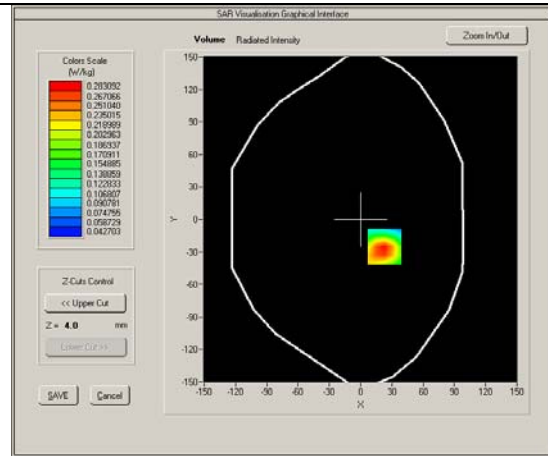 SAR Visualisation Graphical Interface
Volume Radiated Intensity
Zoom In/Out
Colors Scale
(W/kg)
0.283092
0.267066
0.251040
0.235015
0.218989
0.202963
0.186937
0.170911
0.154885
0.138859
0.122833
0.106807
0.090781
0.074755
0.058729
0.042703
Z-Cuts Control
<< Upper Cut
Z = 4.0 mm
Lower Cut >>
SAVE Cancel
150
120
90
60
30
0
-30
-60
-90
-120
-150
Y
-150 -120 -90 -60 -30 0 30 60 90 120 150
X